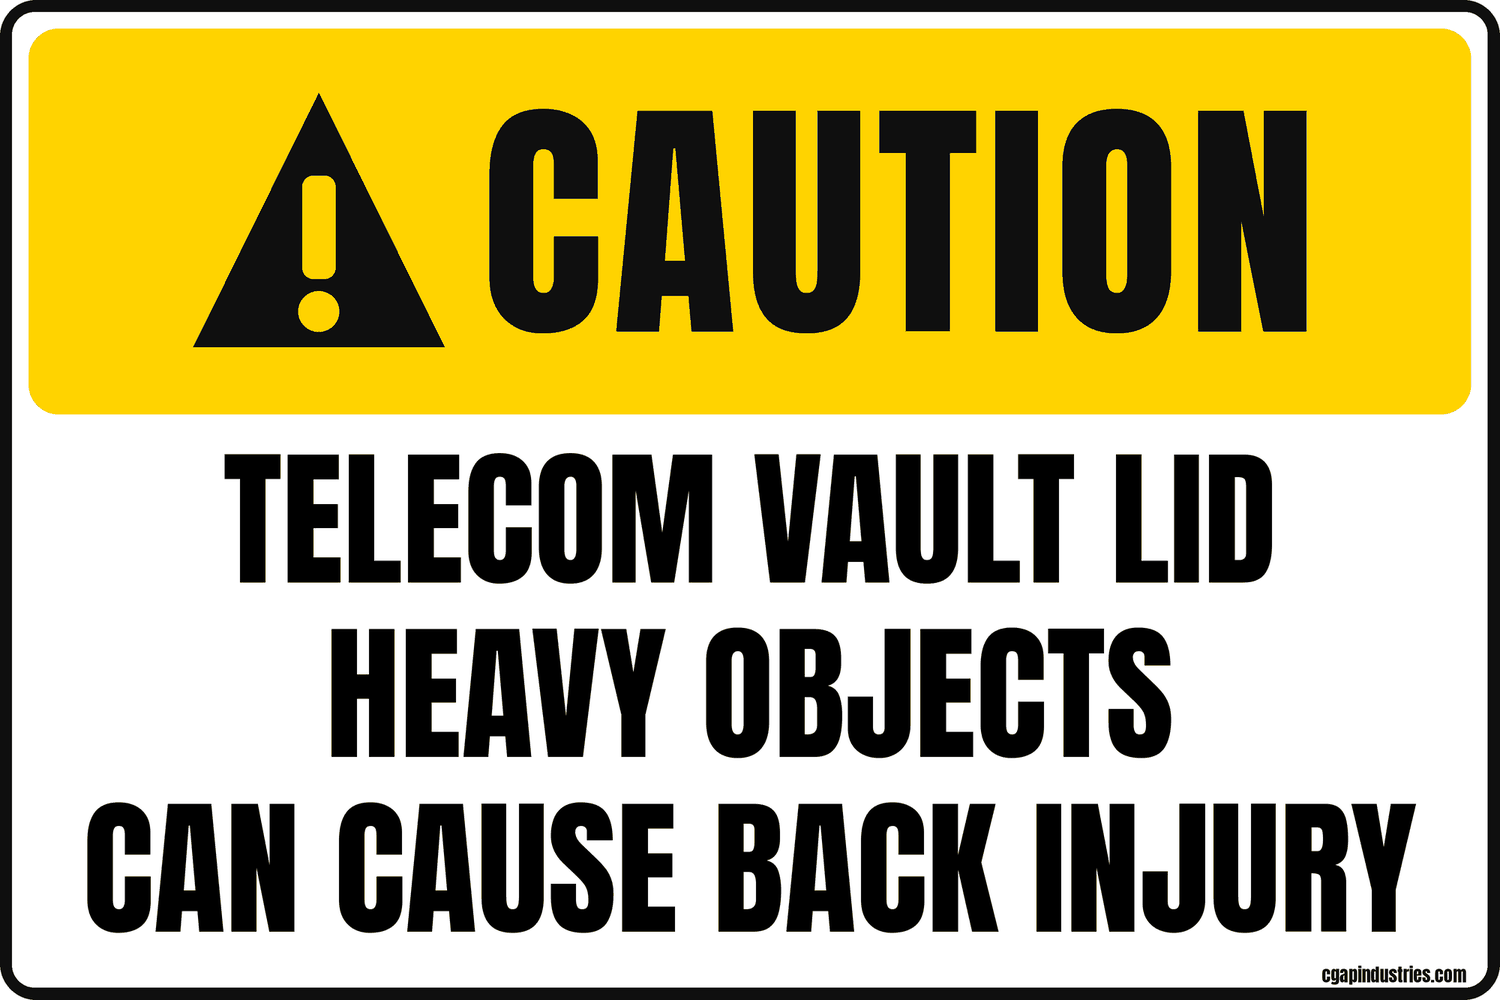 CAUTION
TELECOM VAULT LID
HEAVY OBJECTS
CAN CAUSE BACK INJURY
cgapindustries.com